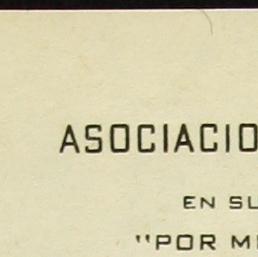 ASOCIACIO
EN SU
"POR M